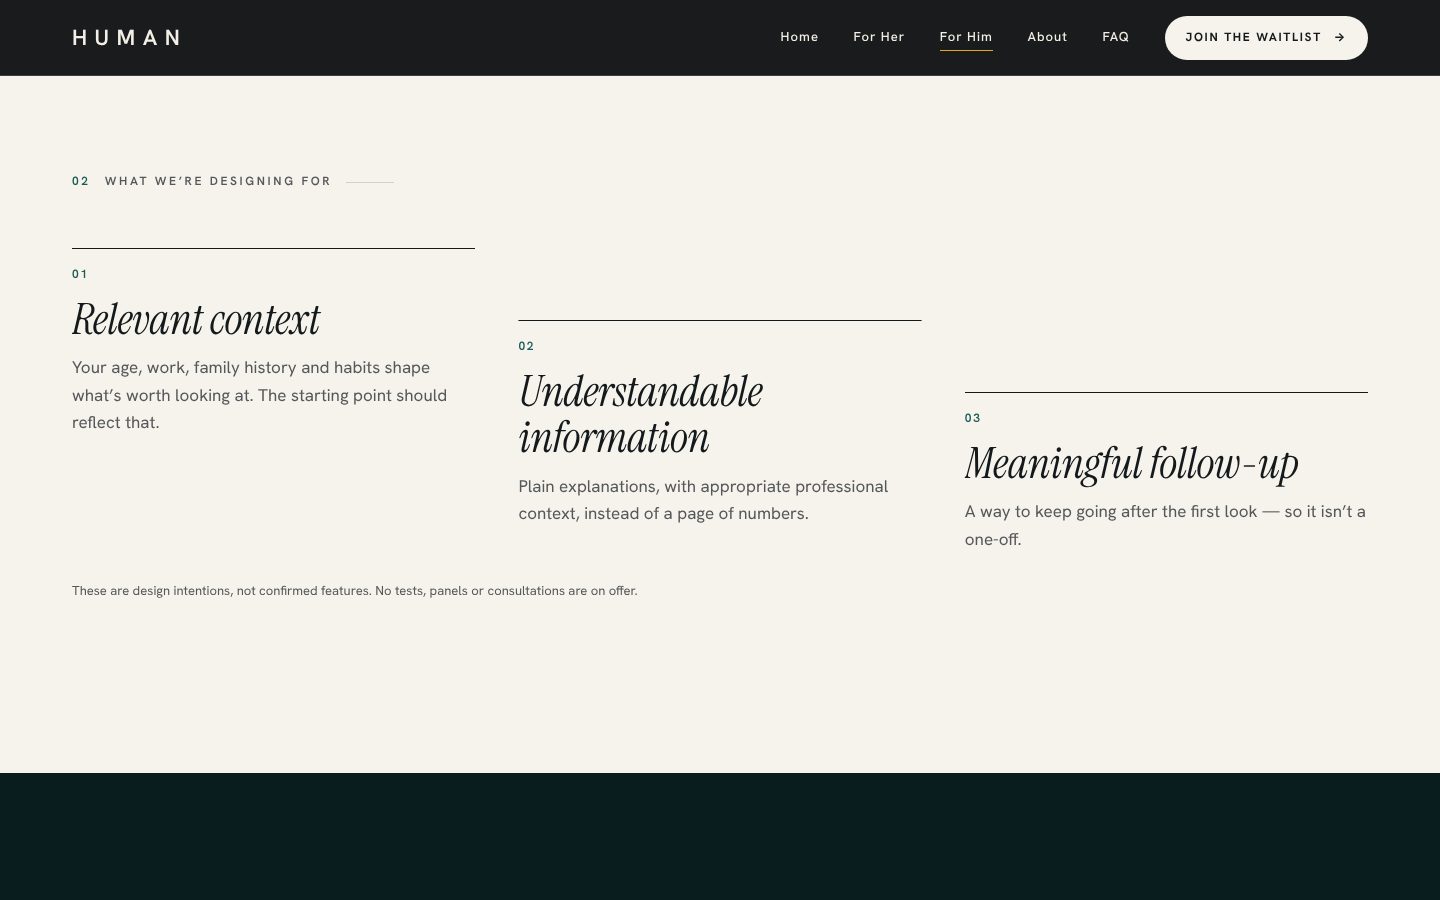 HUMAN
Home
For Her
For Him
About
FAQ
JOIN THE WAITLIST →
02 WHAT WE’RE DESIGNING FOR
01
Relevant context
Your age, work, family history and habits shape
what’s worth looking at. The starting point should
reflect that.
02
Understandable
information
Plain explanations, with appropriate professional
context, instead of a page of numbers.
03
Meaningful follow-up
A way to keep going after the first look — so it isn’t a
one-off.
These are design intentions, not confirmed features. No tests, panels or consultations are on offer.